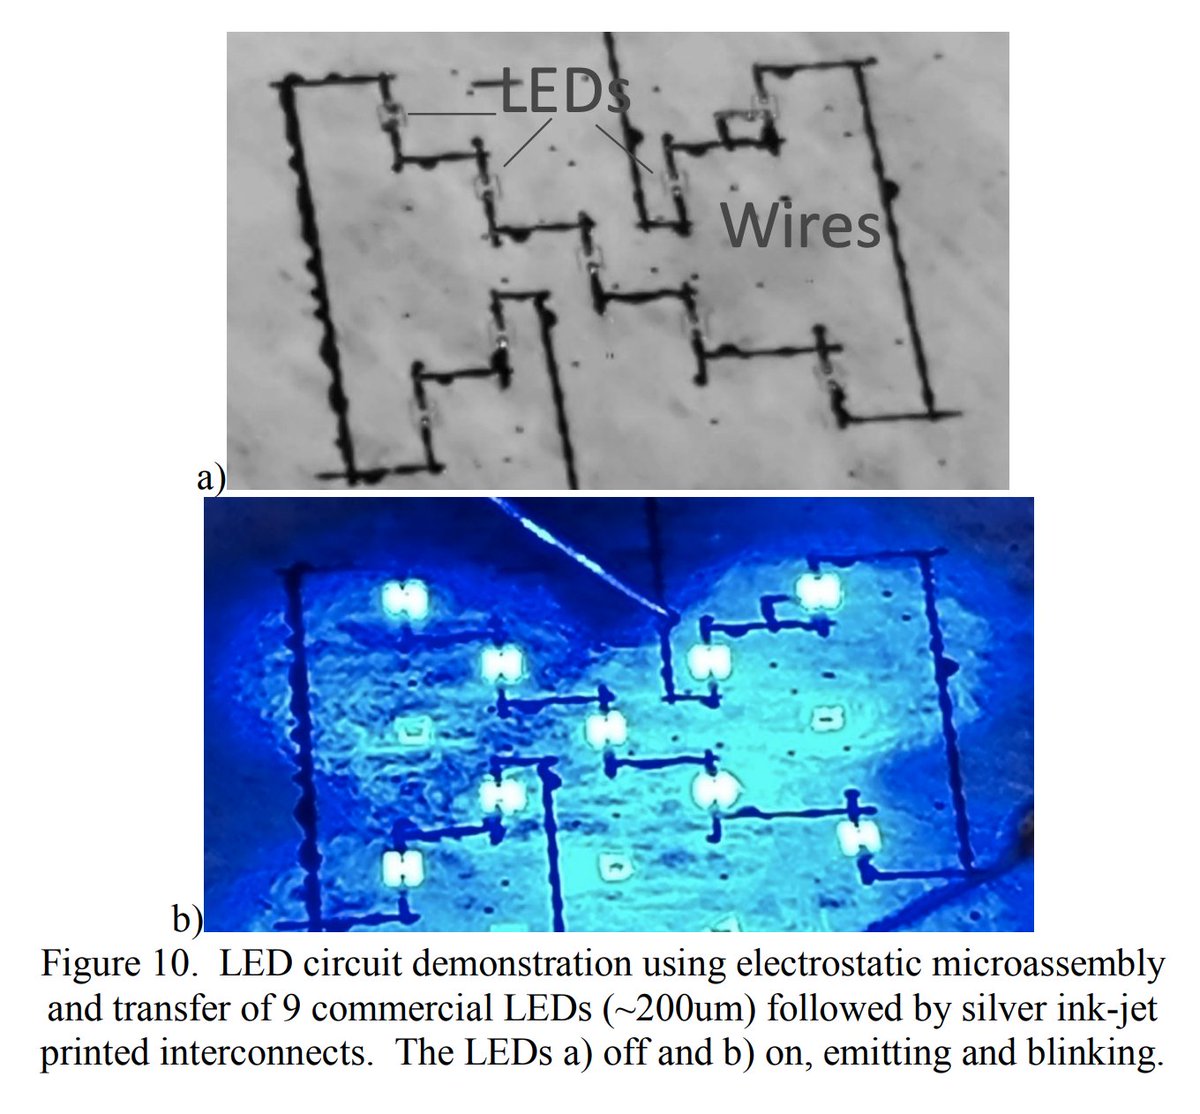 LEDs
Wires
a)
b)
Figure 10.  LED circuit demonstration using electrostatic microassembly
and transfer of 9 commercial LEDs (~200um) followed by silver ink-jet
printed interconnects.  The LEDs a) off and b) on, emitting and blinking.